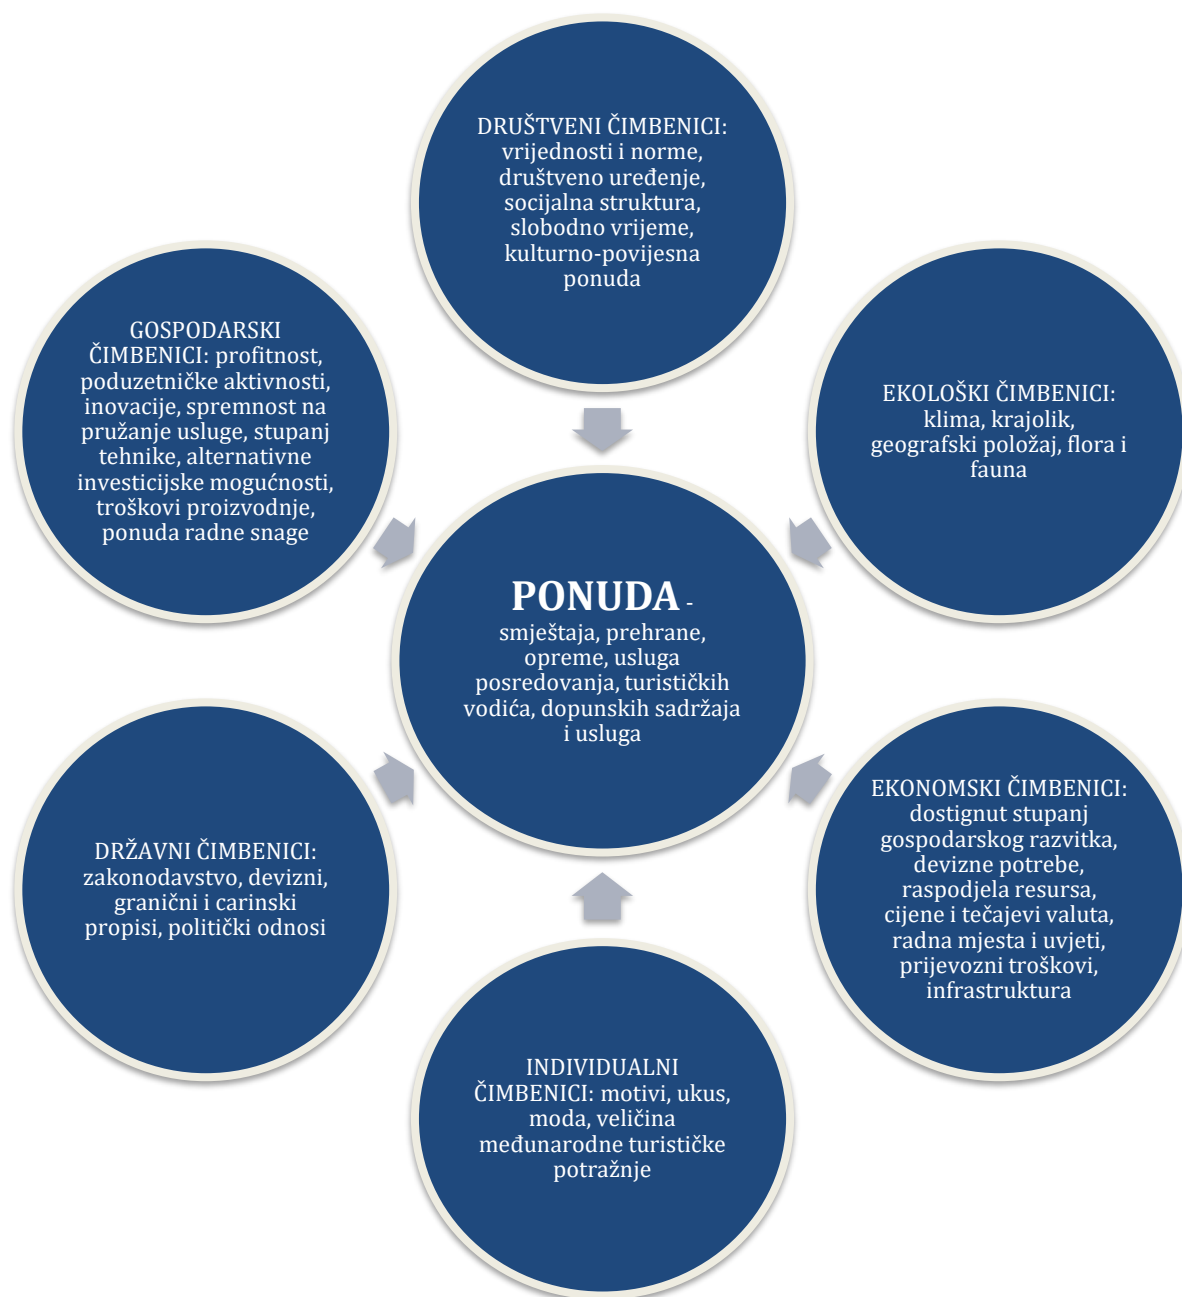 DRUŠTVENI ČIMBENICI:
vrijednosti i norme,
društveno uređenje,
socijalna struktura,
slobodno vrijeme,
kulturno-povijesna
ponuda
GOSPODARSKI
ČIMBENICI: profitnost,
poduzetničke aktivnosti,
inovacije, spremnost na
pružanje usluge, stupanj
tehnike, alternativne
investicijske mogućnosti,
troškovi proizvodnje,
ponuda radne snage
EKOLOŠKI ČIMBENICI:
klima, krajolik,
geografski položaj, flora i
fauna
PONUDA -
smještaja, prehrane,
opreme, usluga
posredovanja, turističkih
vodića, dopunskih sadržaja
i usluga
DRŽAVNI ČIMBENICI:
zakonodavstvo, devizni,
granični i carinski
propisi, politički odnosi
EKONOMSKI ČIMBENICI:
dostignut stupanj
gospodarskog razvitka,
devizne potrebe,
raspodjela resursa,
cijene i tečajevi valuta,
radna mjesta i uvjeti,
prijevozni troškovi,
infrastruktura
INDIVIDUALNI
ČIMBENICI: motivi, ukus,
moda, veličina
međunarodne turističke
potražnje